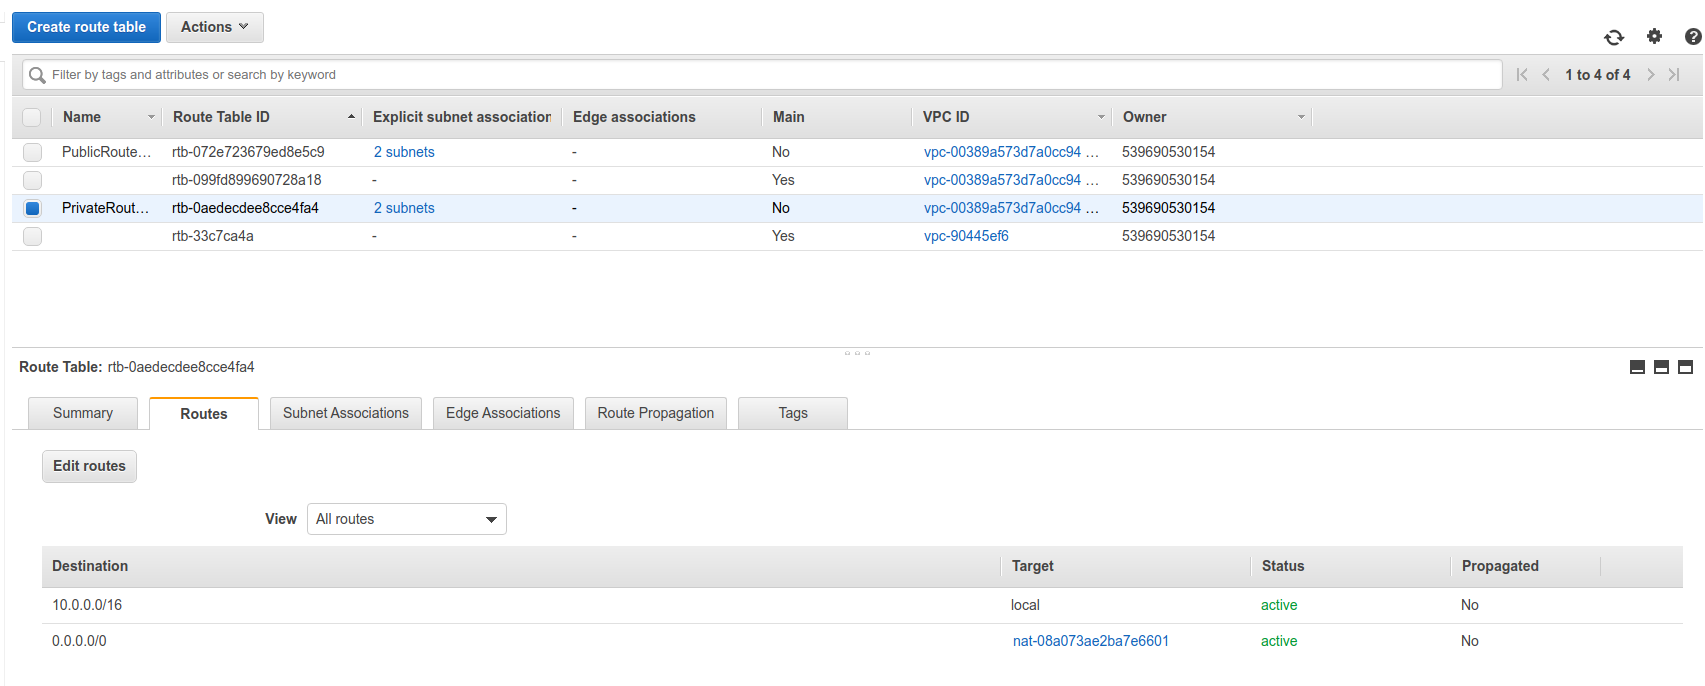 Create route table Actions
Filter by tags and attributes or search by keyword 1 to 4 of 4
Name Route Table ID Explicit subnet association Edge associations Main VPC ID Owner
PublicRoute... rtb-072e723679ed8e5c9 2 subnets - No vpc-00389a573d7a0cc94 ... 539690530154
rtb-099fd899690728a18 - - Yes vpc-00389a573d7a0cc94 ... 539690530154
PrivateRout... rtb-0aedecdee8cce4fa4 2 subnets - No vpc-00389a573d7a0cc94 ... 539690530154
rtb-33c7ca4a - - Yes vpc-90445ef6 539690530154
Route Table: rtb-0aedecdee8cce4fa4
Summary Routes Subnet Associations Edge Associations Route Propagation Tags
Edit routes
View All routes
Destination Target Status Propagated
10.0.0.0/16 local active No
0.0.0.0/0 nat-08a073ae2ba7e6601 active No